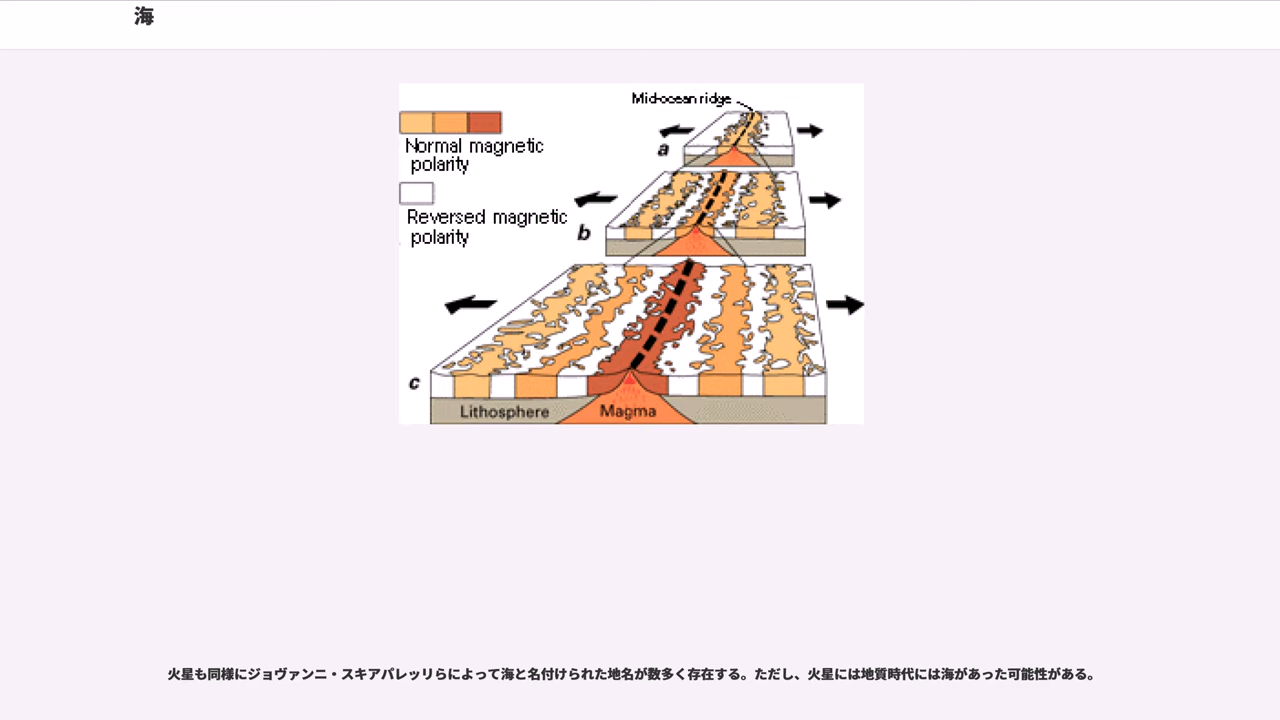 海
Mid-ocean ridge
Normal magnetic
polarity
Reversed magnetic
polarity
a
b
c
Lithosphere
Magma
火星も同様にジョヴァンニ・スキアパレッリらによって海と名付けられた地名が数多く存在する。ただし、火星には地質時代には海があった可能性がある。